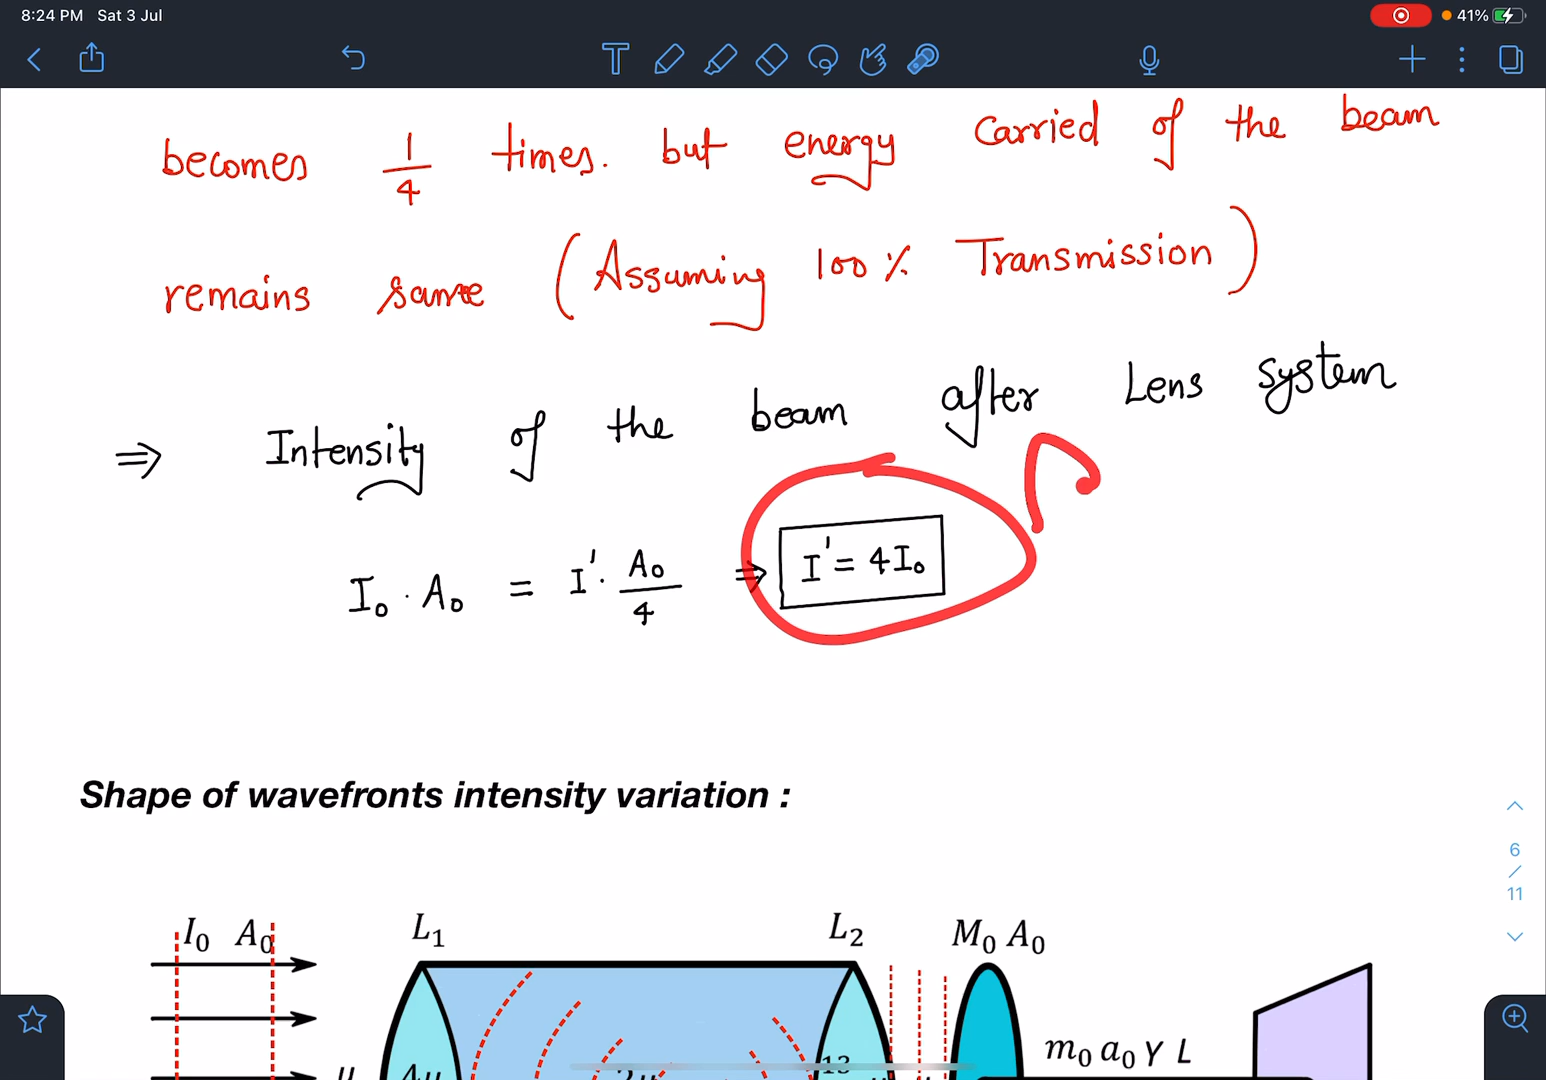 8:24 PM Sat 3 Jul
41%
becomes 1/4 times. but energy carried of the beam
remains same (Assuming 100% Transmission)
⇒ Intensity of the beam after Lens system
I₀ · A₀ = I' · A₀/4 ⇒ I' = 4I₀
Shape of wavefronts intensity variation :
6
/
11
I₀ A₀ L₁ L₂ M₀ A₀
m₀ a₀ γ L